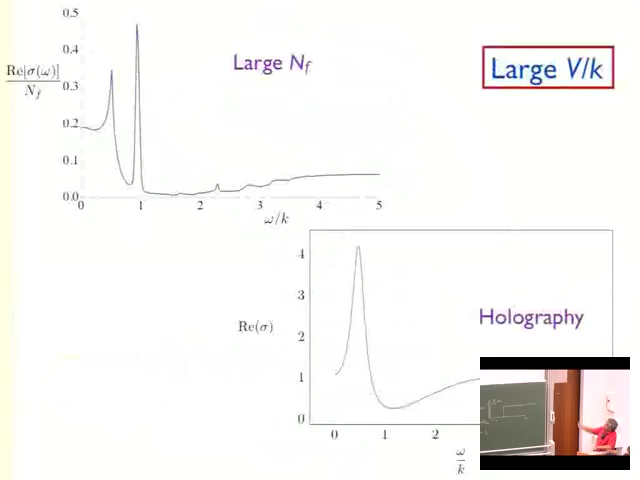 0.5
0.4
0.3
0.2
0.1
0.0
Re[σ(ω)]
N_f
0 1 2 3 4 5
ω/k
Large N_f
Large V/k
4
3
2
1
0
Re(σ)
0 1 2
ω
k
Holography